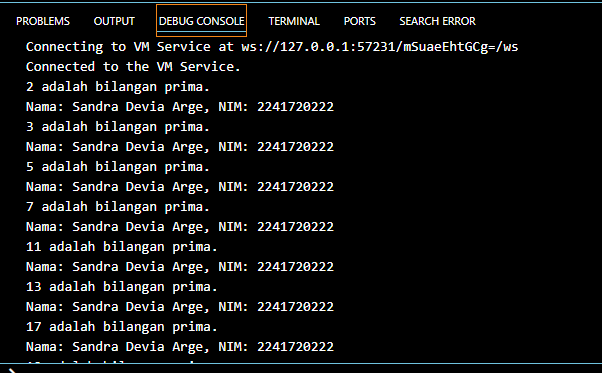 PROBLEMS OUTPUT DEBUG CONSOLE TERMINAL PORTS SEARCH ERROR
Connecting to VM Service at ws://127.0.0.1:57231/mSuaeEhtGCg=/ws
Connected to the VM Service.
2 adalah bilangan prima.
Nama: Sandra Devia Arge, NIM: 2241720222
3 adalah bilangan prima.
Nama: Sandra Devia Arge, NIM: 2241720222
5 adalah bilangan prima.
Nama: Sandra Devia Arge, NIM: 2241720222
7 adalah bilangan prima.
Nama: Sandra Devia Arge, NIM: 2241720222
11 adalah bilangan prima.
Nama: Sandra Devia Arge, NIM: 2241720222
13 adalah bilangan prima.
Nama: Sandra Devia Arge, NIM: 2241720222
17 adalah bilangan prima.
Nama: Sandra Devia Arge, NIM: 2241720222